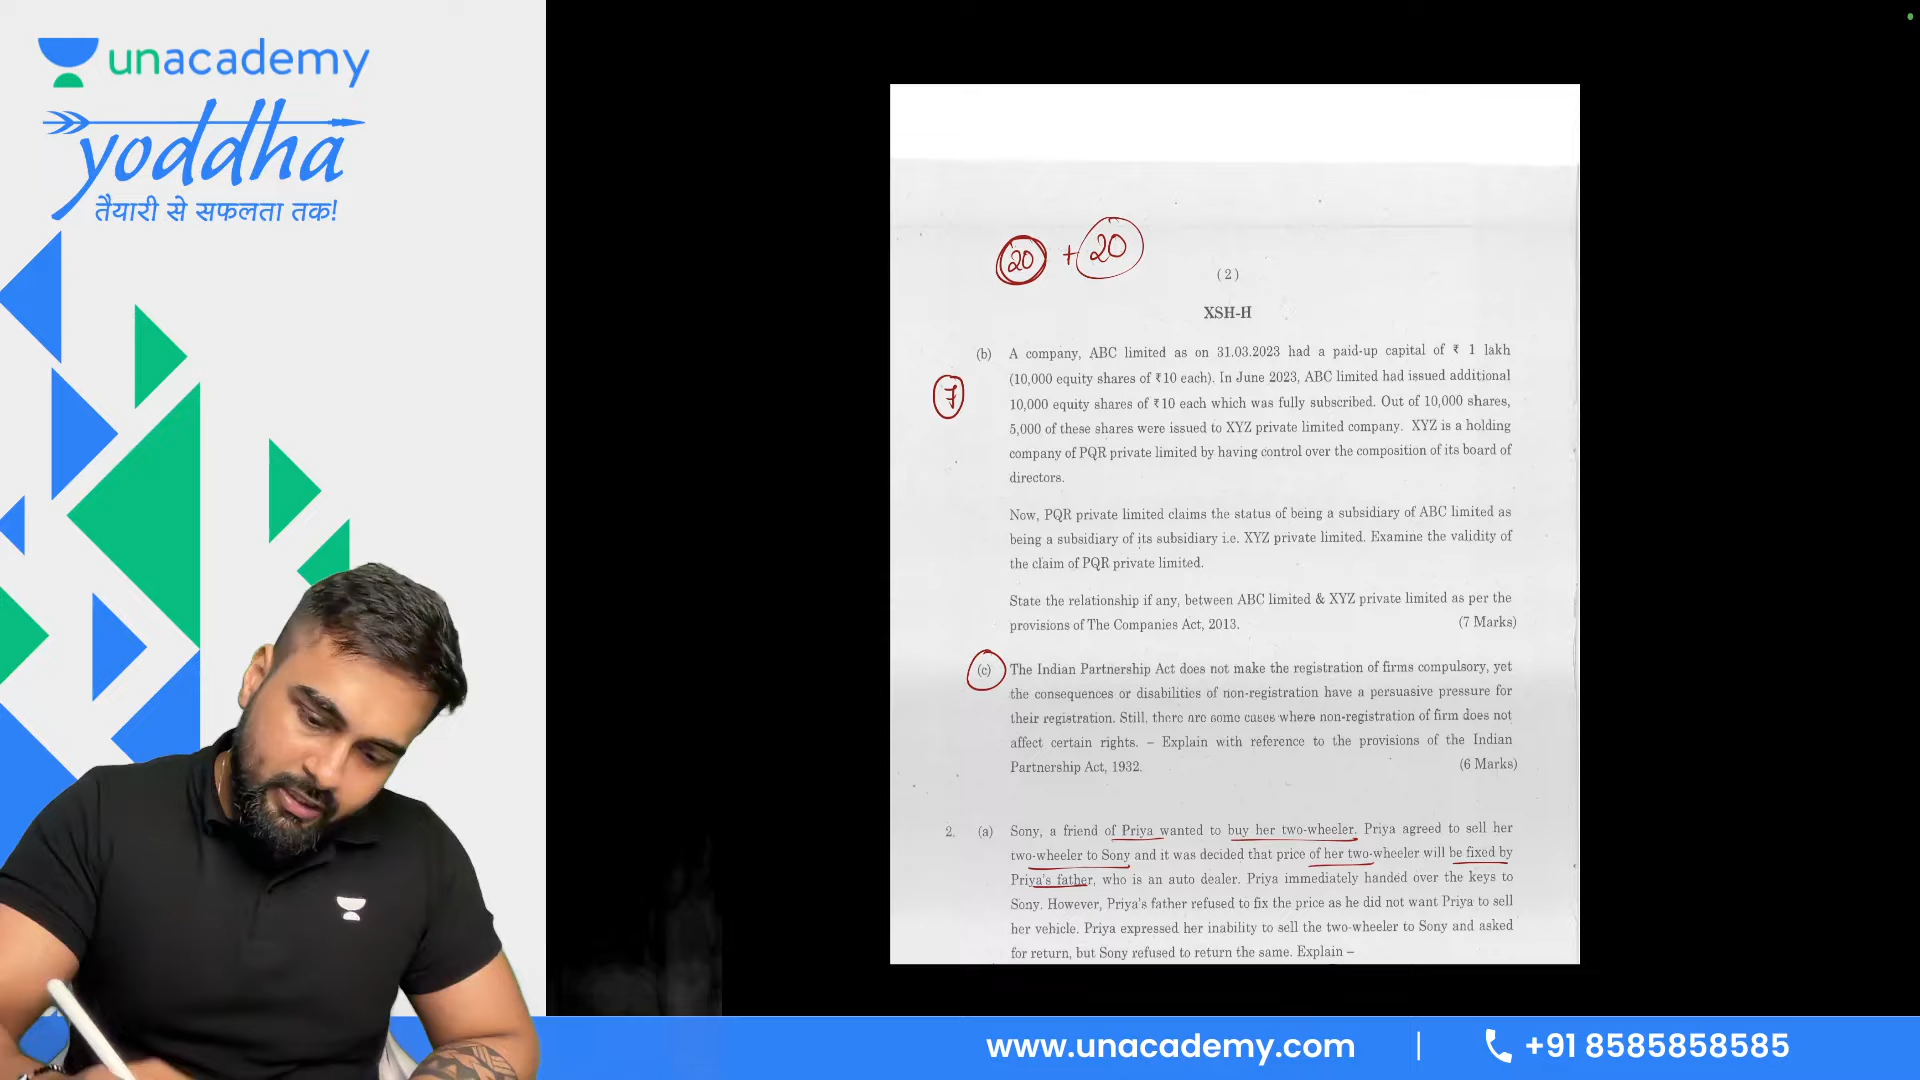 unacademy
yoddha
तैयारी से सफलता तक!
20 + 20
( 2 )
XSH-H
(b) A company, ABC limited as on 31.03.2023 had a paid-up capital of ₹ 1 lakh
(10,000 equity shares of ₹10 each). In June 2023, ABC limited had issued additional
7
10,000 equity shares of ₹10 each which was fully subscribed. Out of 10,000 shares,
5,000 of these shares were issued to XYZ private limited company. XYZ is a holding
company of PQR private limited by having control over the composition of its board of
directors.
Now, PQR private limited claims the status of being a subsidiary of ABC limited as
being a subsidiary of its subsidiary i.e. XYZ private limited. Examine the validity of
the claim of PQR private limited.
State the relationship if any, between ABC limited & XYZ private limited as per the
provisions of The Companies Act, 2013. (7 Marks)
(c) The Indian Partnership Act does not make the registration of firms compulsory, yet
the consequences or disabilities of non-registration have a persuasive pressure for
their registration. Still, there are some cases where non-registration of firm does not
affect certain rights. – Explain with reference to the provisions of the Indian
Partnership Act, 1932. (6 Marks)
2. (a) Sony, a friend of Priya wanted to buy her two-wheeler. Priya agreed to sell her
two-wheeler to Sony and it was decided that price of her two-wheeler will be fixed by
Priya's father, who is an auto dealer. Priya immediately handed over the keys to
Sony. However, Priya's father refused to fix the price as he did not want Priya to sell
her vehicle. Priya expressed her inability to sell the two-wheeler to Sony and asked
for return, but Sony refused to return the same. Explain –
www.unacademy.com | +91 8585858585